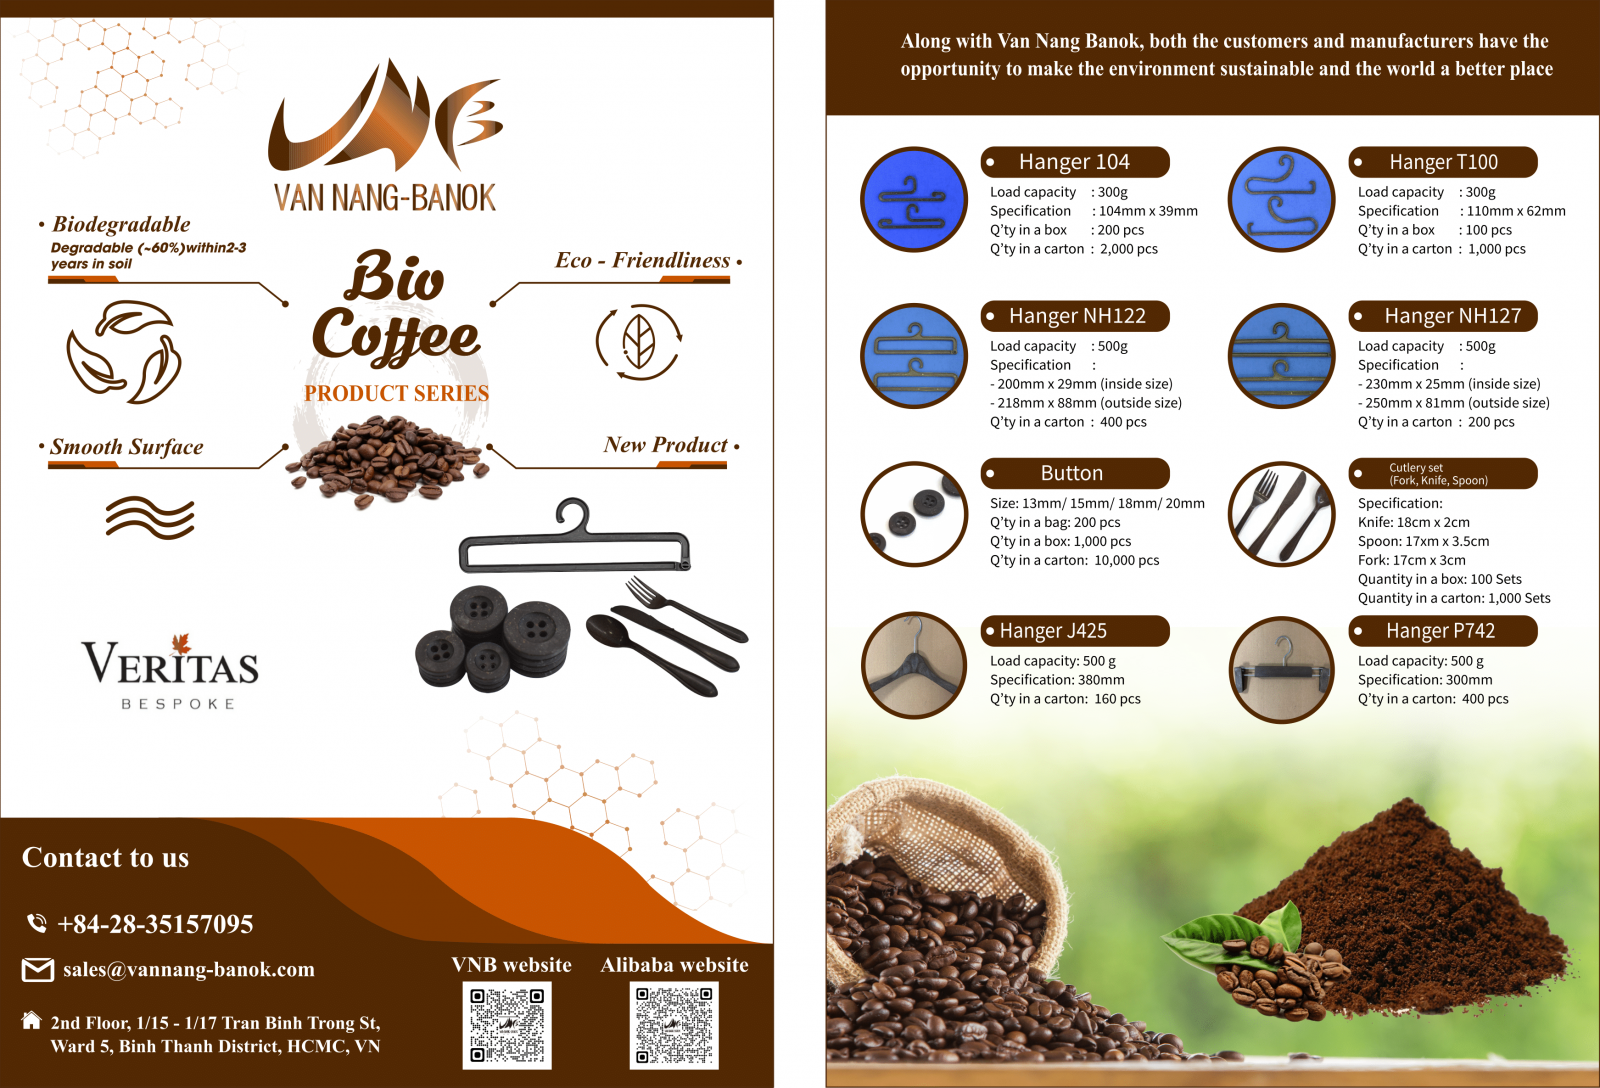 VAN NANG-BANOK
• Biodegradable
Degradable (~60%)within2-3
years in soil
Eco - Friendliness •
Bio
Coffee
PRODUCT SERIES
• Smooth Surface
New Product •
VERITAS
BESPOKE
Contact to us
+84-28-35157095
sales@vannang-banok.com
2nd Floor, 1/15 - 1/17 Tran Binh Trong St,
Ward 5, Binh Thanh District, HCMC, VN
VNB website
Alibaba website
Along with Van Nang Banok, both the customers and manufacturers have the
opportunity to make the environment sustainable and the world a better place
Hanger 104
Load capacity : 300g
Specification : 104mm x 39mm
Q'ty in a box : 200 pcs
Q'ty in a carton : 2,000 pcs
Hanger T100
Load capacity : 300g
Specification : 110mm x 62mm
Q'ty in a box : 100 pcs
Q'ty in a carton : 1,000 pcs
Hanger NH122
Load capacity : 500g
Specification :
- 200mm x 29mm (inside size)
- 218mm x 88mm (outside size)
Q'ty in a carton : 400 pcs
Hanger NH127
Load capacity : 500g
Specification :
- 230mm x 25mm (inside size)
- 250mm x 81mm (outside size)
Q'ty in a carton : 200 pcs
Button
Size: 13mm/ 15mm/ 18mm/ 20mm
Q'ty in a bag: 200 pcs
Q'ty in a box: 1,000 pcs
Q'ty in a carton: 10,000 pcs
Cutlery set
(Fork, Knife, Spoon)
Specification:
Knife: 18cm x 2cm
Spoon: 17xm x 3.5cm
Fork: 17cm x 3cm
Quantity in a box: 100 Sets
Quantity in a carton: 1,000 Sets
Hanger J425
Load capacity: 500 g
Specification: 380mm
Q'ty in a carton: 160 pcs
Hanger P742
Load capacity: 500 g
Specification: 300mm
Q'ty in a carton: 400 pcs